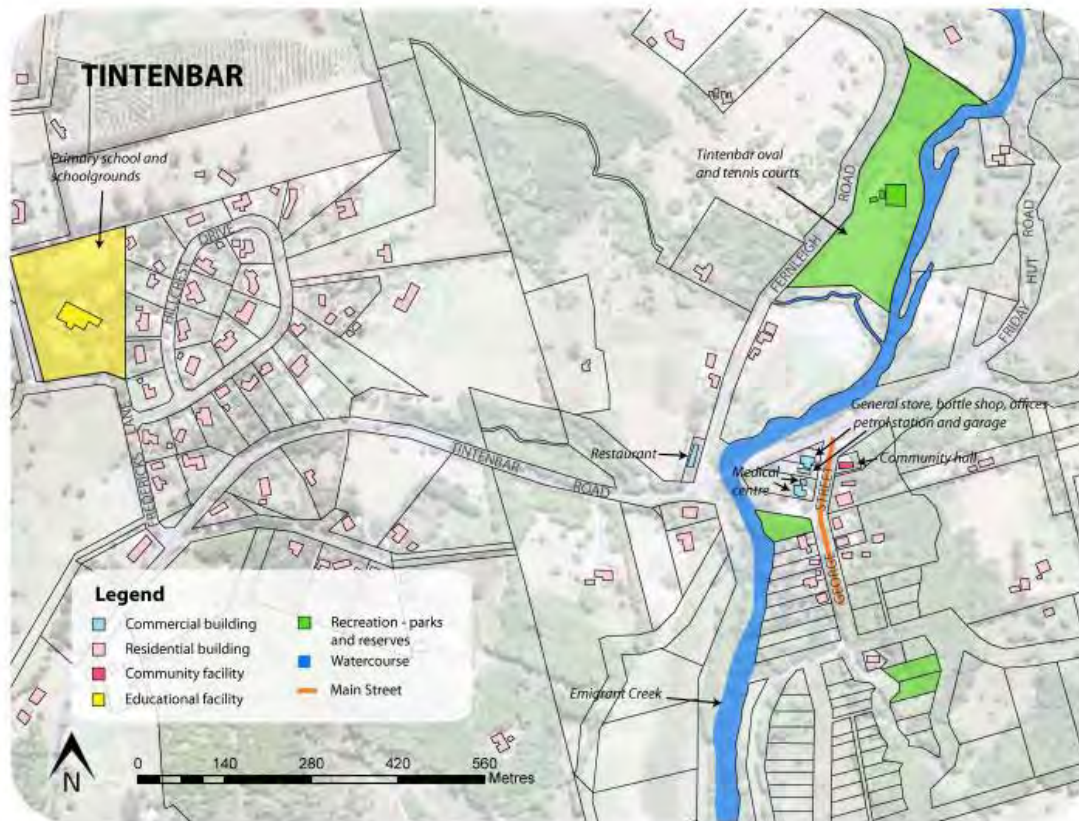 TINTENBAR
Primary school and
schoolgrounds
HILLCREST
DRIVE
Tintenbar oval
and tennis courts
FERNLEIGH
ROAD
FRIDAY
HUT
ROAD
General store, bottle shop, offices
petrol station and garage
Restaurant
Medical
centre
Community hall
FREDERICKS LANE
TINTENBAR
ROAD
GEORGE
STREET
Emigrant Creek
Legend
Commercial building
Residential building
Community facility
Educational facility
Recreation - parks
and reserves
Watercourse
Main Street
N
0 140 280 420 560
Metres